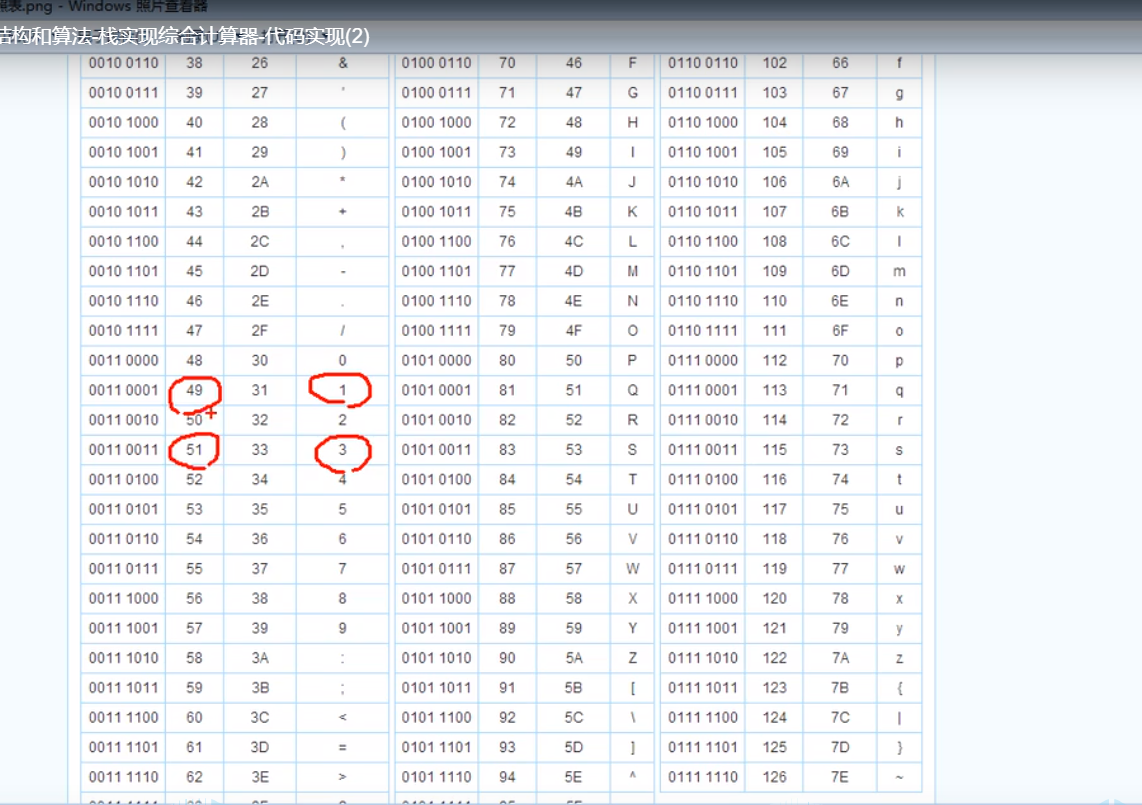 照表.png - Windows 照片查看器
结构和算法-栈实现综合计算器-代码实现(2)
0010 0110 38 26 & 0100 0110 70 46 F 0110 0110 102 66 f
0010 0111 39 27 ' 0100 0111 71 47 G 0110 0111 103 67 g
0010 1000 40 28 ( 0100 1000 72 48 H 0110 1000 104 68 h
0010 1001 41 29 ) 0100 1001 73 49 I 0110 1001 105 69 i
0010 1010 42 2A * 0100 1010 74 4A J 0110 1010 106 6A j
0010 1011 43 2B + 0100 1011 75 4B K 0110 1011 107 6B k
0010 1100 44 2C , 0100 1100 76 4C L 0110 1100 108 6C l
0010 1101 45 2D - 0100 1101 77 4D M 0110 1101 109 6D m
0010 1110 46 2E . 0100 1110 78 4E N 0110 1110 110 6E n
0010 1111 47 2F / 0100 1111 79 4F O 0110 1111 111 6F o
0011 0000 48 30 0 0101 0000 80 50 P 0111 0000 112 70 p
0011 0001 49 31 1 0101 0001 81 51 Q 0111 0001 113 71 q
0011 0010 50 32 2 0101 0010 82 52 R 0111 0010 114 72 r
0011 0011 51 33 3 0101 0011 83 53 S 0111 0011 115 73 s
0011 0100 52 34 4 0101 0100 84 54 T 0111 0100 116 74 t
0011 0101 53 35 5 0101 0101 85 55 U 0111 0101 117 75 u
0011 0110 54 36 6 0101 0110 86 56 V 0111 0110 118 76 v
0011 0111 55 37 7 0101 0111 87 57 W 0111 0111 119 77 w
0011 1000 56 38 8 0101 1000 88 58 X 0111 1000 120 78 x
0011 1001 57 39 9 0101 1001 89 59 Y 0111 1001 121 79 y
0011 1010 58 3A : 0101 1010 90 5A Z 0111 1010 122 7A z
0011 1011 59 3B ; 0101 1011 91 5B [ 0111 1011 123 7B {
0011 1100 60 3C < 0101 1100 92 5C \ 0111 1100 124 7C |
0011 1101 61 3D = 0101 1101 93 5D ] 0111 1101 125 7D }
0011 1110 62 3E > 0101 1110 94 5E ^ 0111 1110 126 7E ~